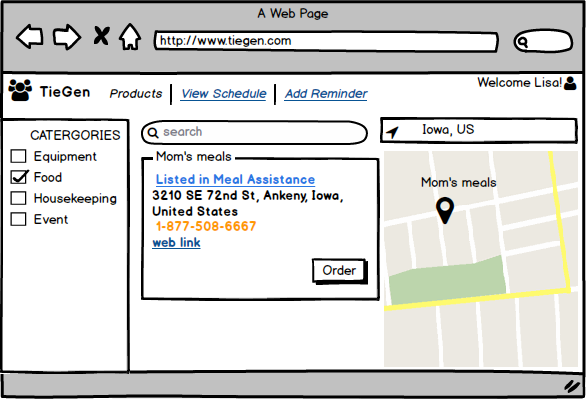 A Web Page
http://www.tiegen.com
Welcome Lisa!
TieGen Products View Schedule Add Reminder
CATERGORIES
Equipment
Food
Housekeeping
Event
search
Mom's meals
Listed in Meal Assistance
3210 SE 72nd St, Ankeny, Iowa,
United States
1-877-508-6667
web link
Order
Iowa, US
Mom's meals